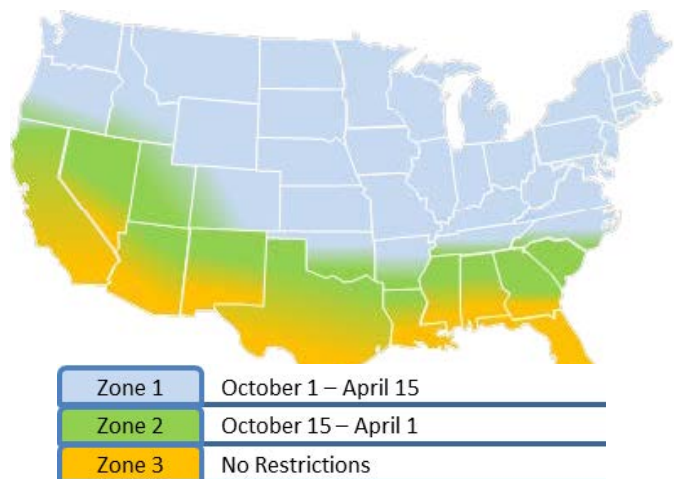 Zone 1 October 1 – April 15
Zone 2 October 15 – April 1
Zone 3 No Restrictions